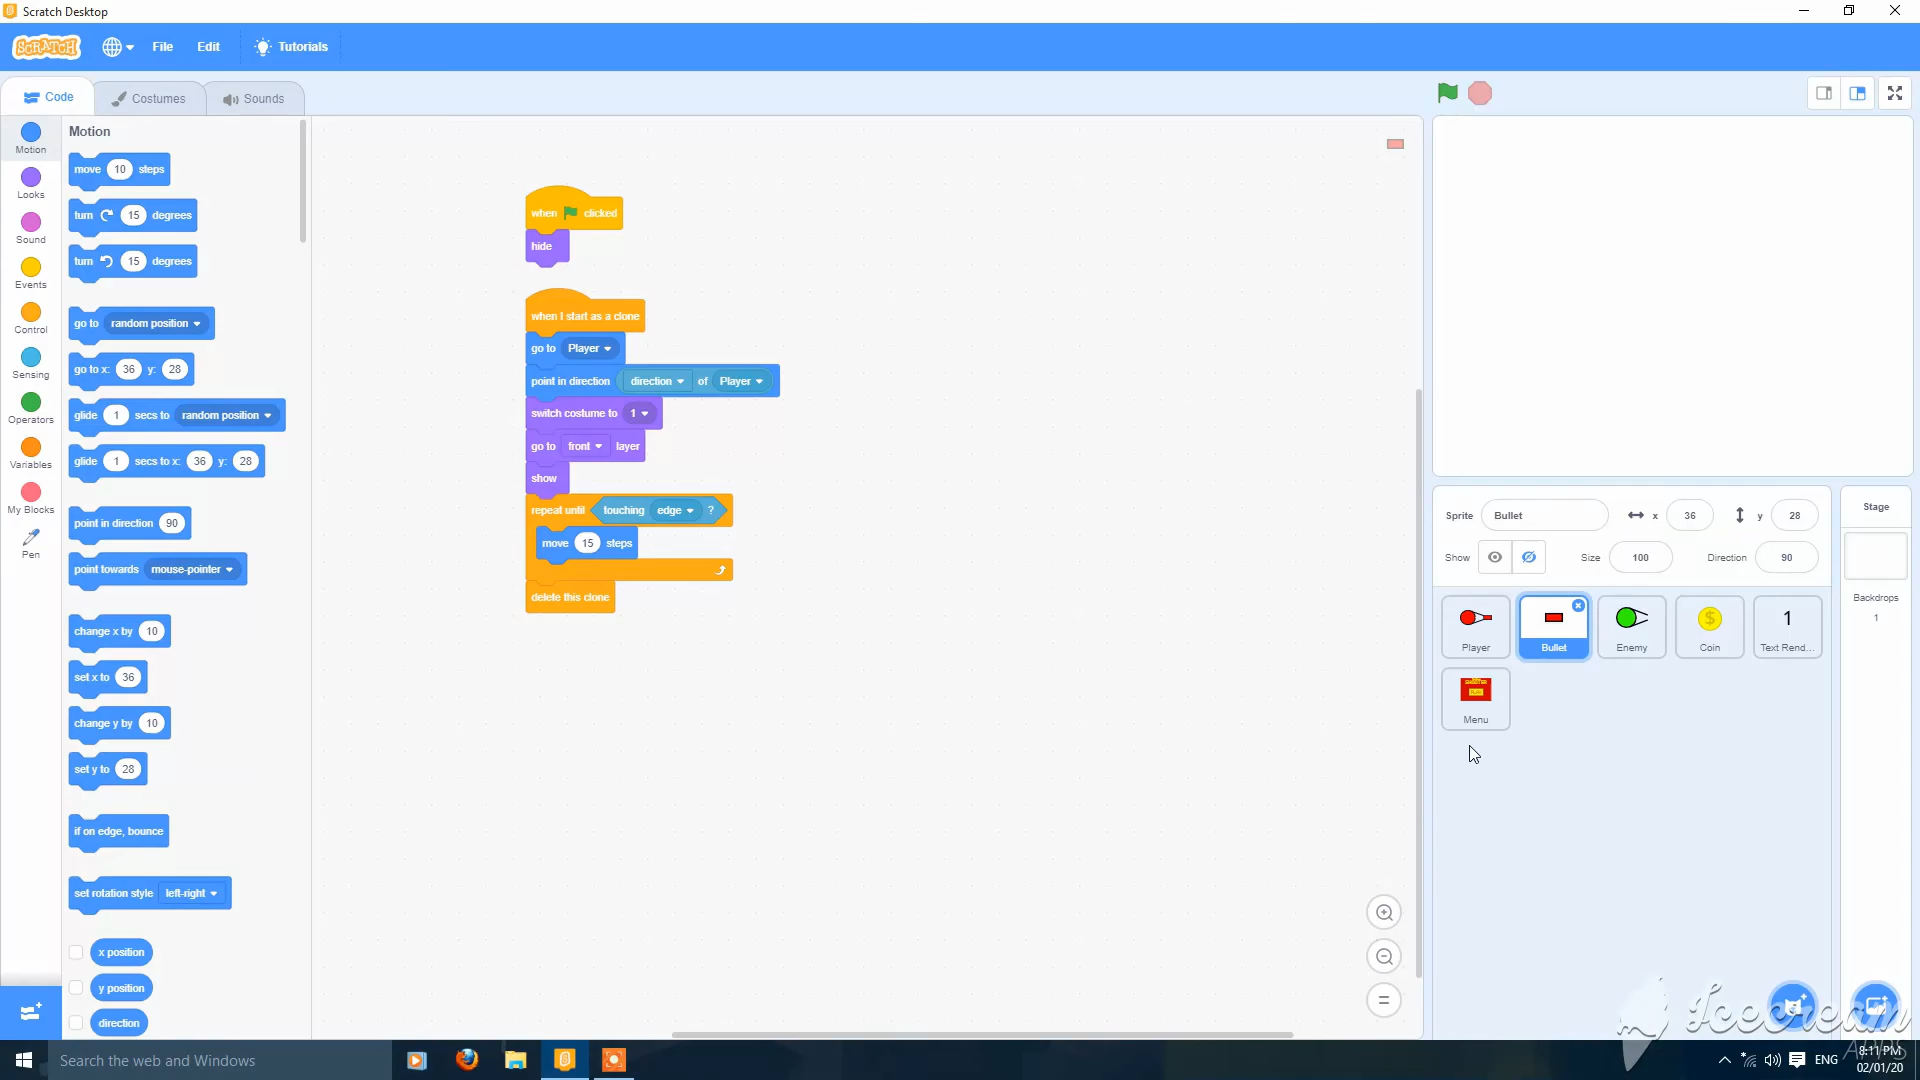 Scratch Desktop
SCRATCH File Edit Tutorials
Code Costumes Sounds
Motion
Looks
Sound
Events
Control
Sensing
Operators
Variables
My Blocks
Pen
Motion
move 10 steps
turn 15 degrees
turn 15 degrees
go to random position
go to x: 36 y: 28
glide 1 secs to random position
glide 1 secs to x: 36 y: 28
point in direction 90
point towards mouse-pointer
change x by 10
set x to 36
change y by 10
set y to 28
if on edge, bounce
set rotation style left-right
x position
y position
direction
when clicked
hide
when I start as a clone
go to Player
point in direction direction of Player
switch costume to 1
go to front layer
show
repeat until touching edge ?
move 15 steps
delete this clone
Sprite Bullet x 36 y 28
Show Size 100 Direction 90
Player Bullet Enemy $ Coin 1 Text Rend...
SHOOTER
PLAY
Menu
Stage
Backdrops
1
Icecream
APPS
Search the web and Windows
ENG
8:11 PM
02/01/20